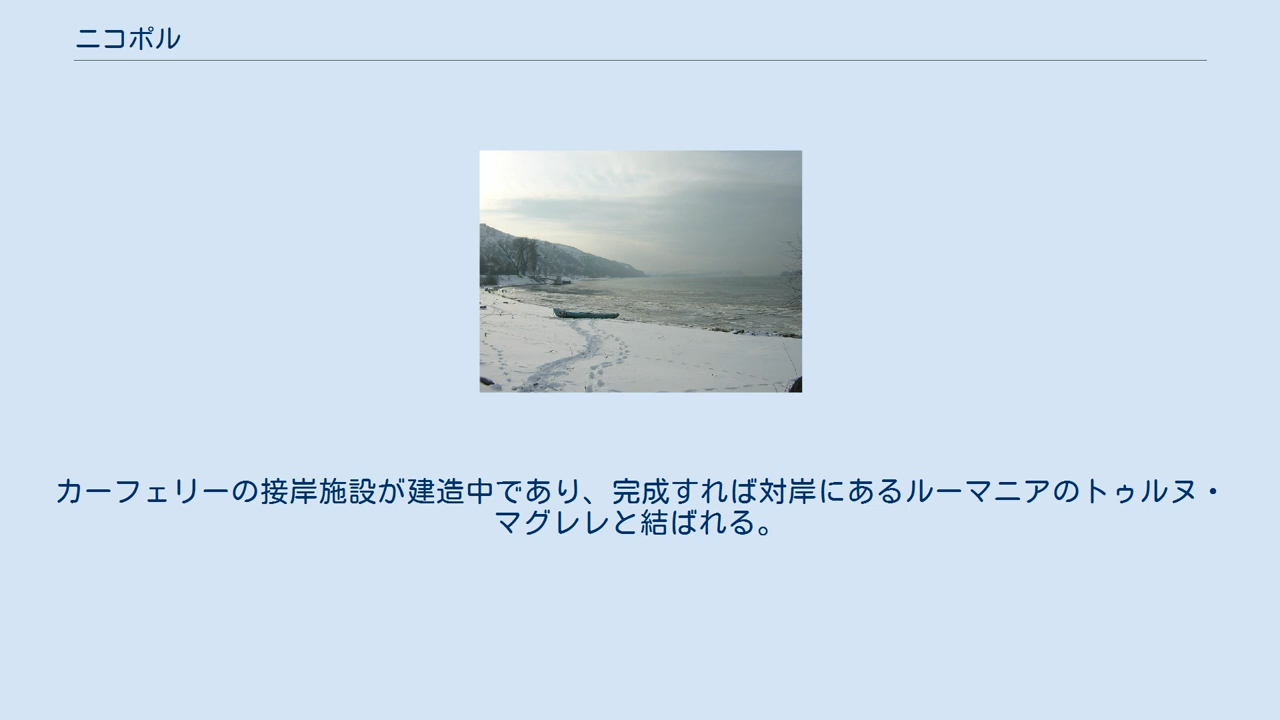 ニコポル
カーフェリーの接岸施設が建造中であり、完成すれば対岸にあるルーマニアのトゥルヌ・
マグレレと結ばれる。